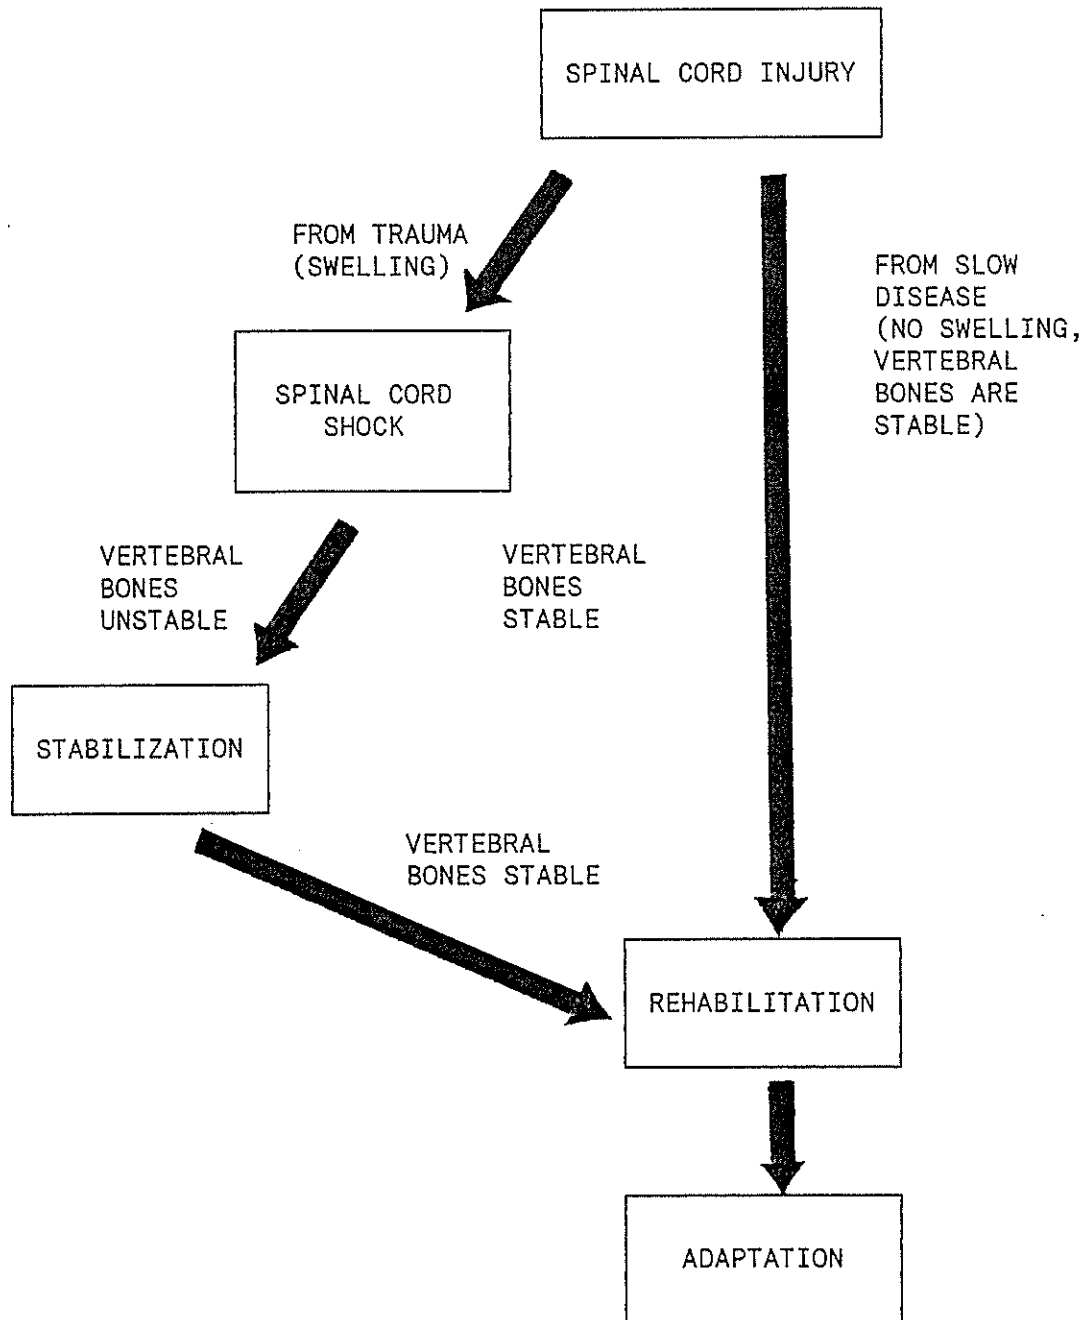 SPINAL CORD INJURY
FROM TRAUMA
(SWELLING)
FROM SLOW
DISEASE
(NO SWELLING,
VERTEBRAL
BONES ARE
STABLE)
SPINAL CORD
SHOCK
VERTEBRAL
BONES
UNSTABLE
VERTEBRAL
BONES
STABLE
STABILIZATION
VERTEBRAL
BONES STABLE
REHABILITATION
ADAPTATION